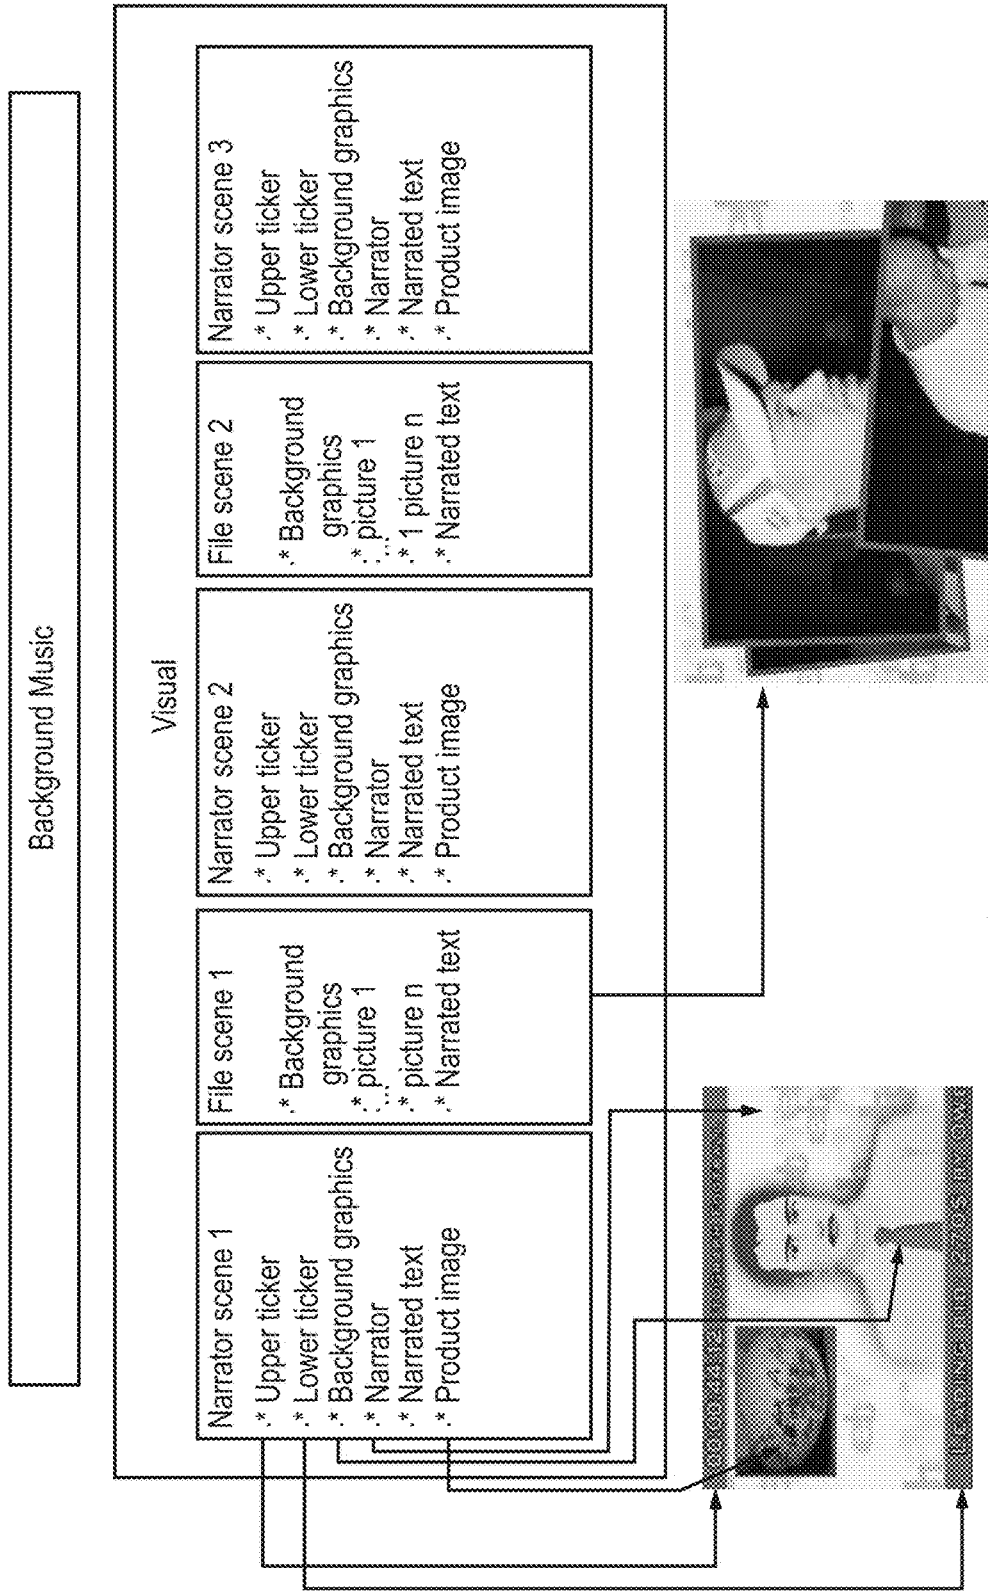 Background Music
Visual
Narrator scene 1
.* Upper ticker
.* Lower ticker
.* Background graphics
.* Narrator
.* Narrated text
.* Product image
File scene 1
.* Background
graphics
.* picture 1
...
.* picture n
.* Narrated text
Narrator scene 2
.* Upper ticker
.* Lower ticker
.* Background graphics
.* Narrator
.* Narrated text
.* Product image
File scene 2
.* Background
graphics
.* picture 1
...
.* 1 picture n
.* Narrated text
Narrator scene 3
.* Upper ticker
.* Lower ticker
.* Background graphics
.* Narrator
.* Narrated text
.* Product image